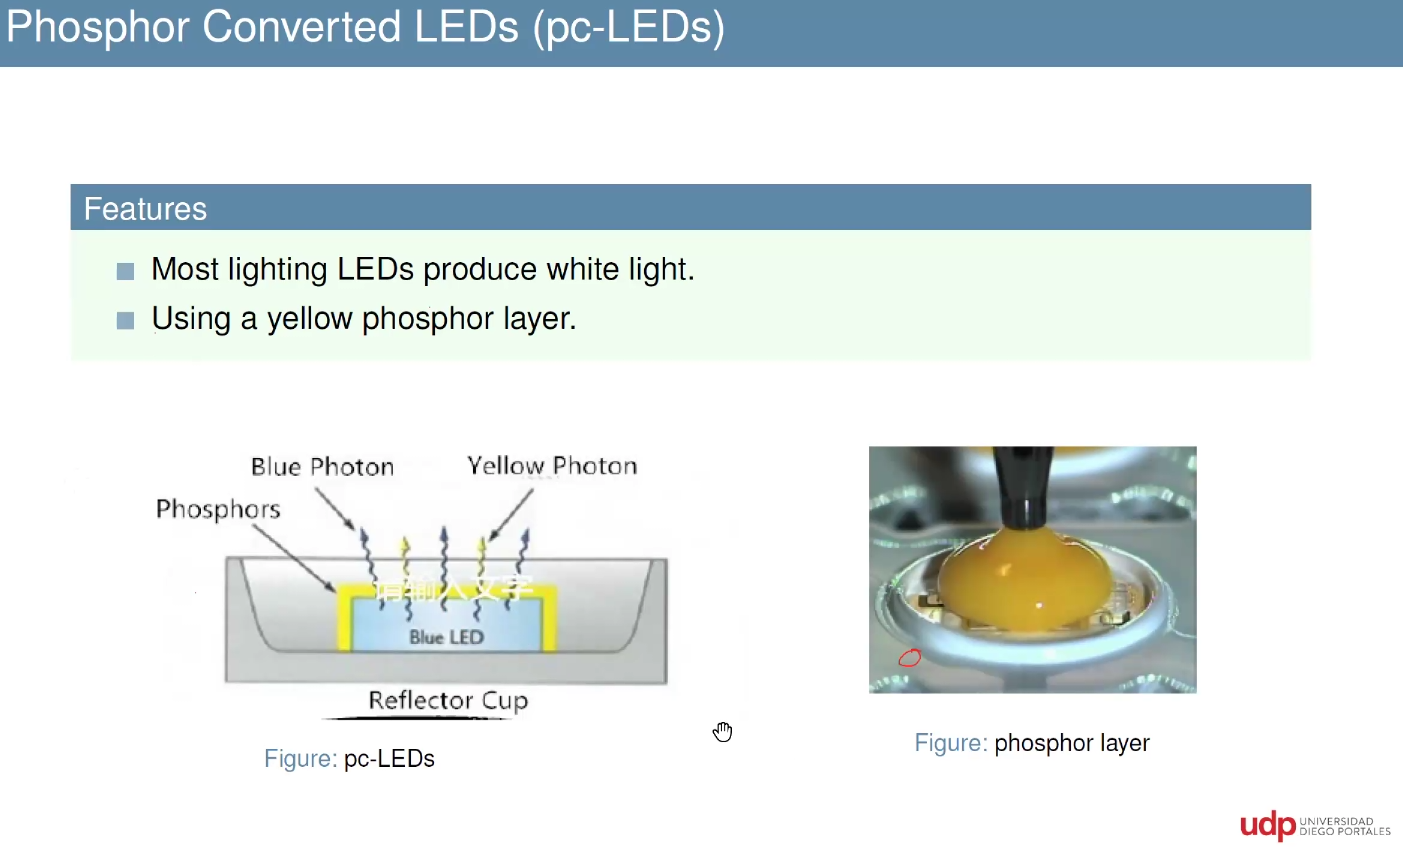 Phosphor Converted LEDs (pc-LEDs)
Features
Most lighting LEDs produce white light.
Using a yellow phosphor layer.
Blue Photon
Yellow Photon
Phosphors
请输入文字
Blue LED
Reflector Cup
Figure: pc-LEDs
Figure: phosphor layer
udp UNIVERSIDAD
DIEGO PORTALES